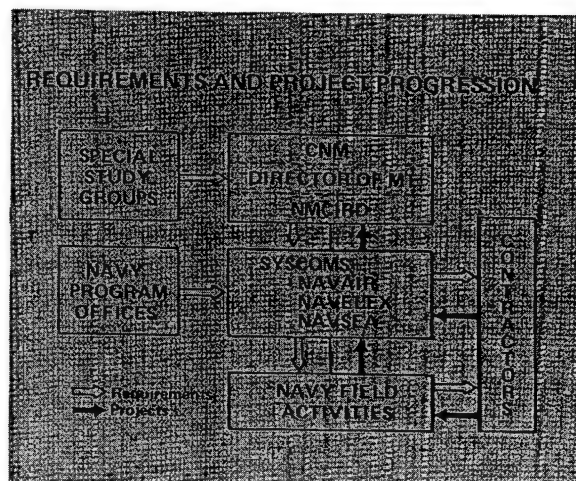 REQUIREMENTS AND PROJECT PROGRESSION
SPECIAL
STUDY
GROUPS
CNM
DIRECTOR OF M T
NMCIRD
NAVY
PROGRAM
OFFICES
SYSCOMS
NAVAIR
NAVELEX
NAVSEA
CONTRACTORS
NAVY FIELD
ACTIVITIES
Requirements
Projects